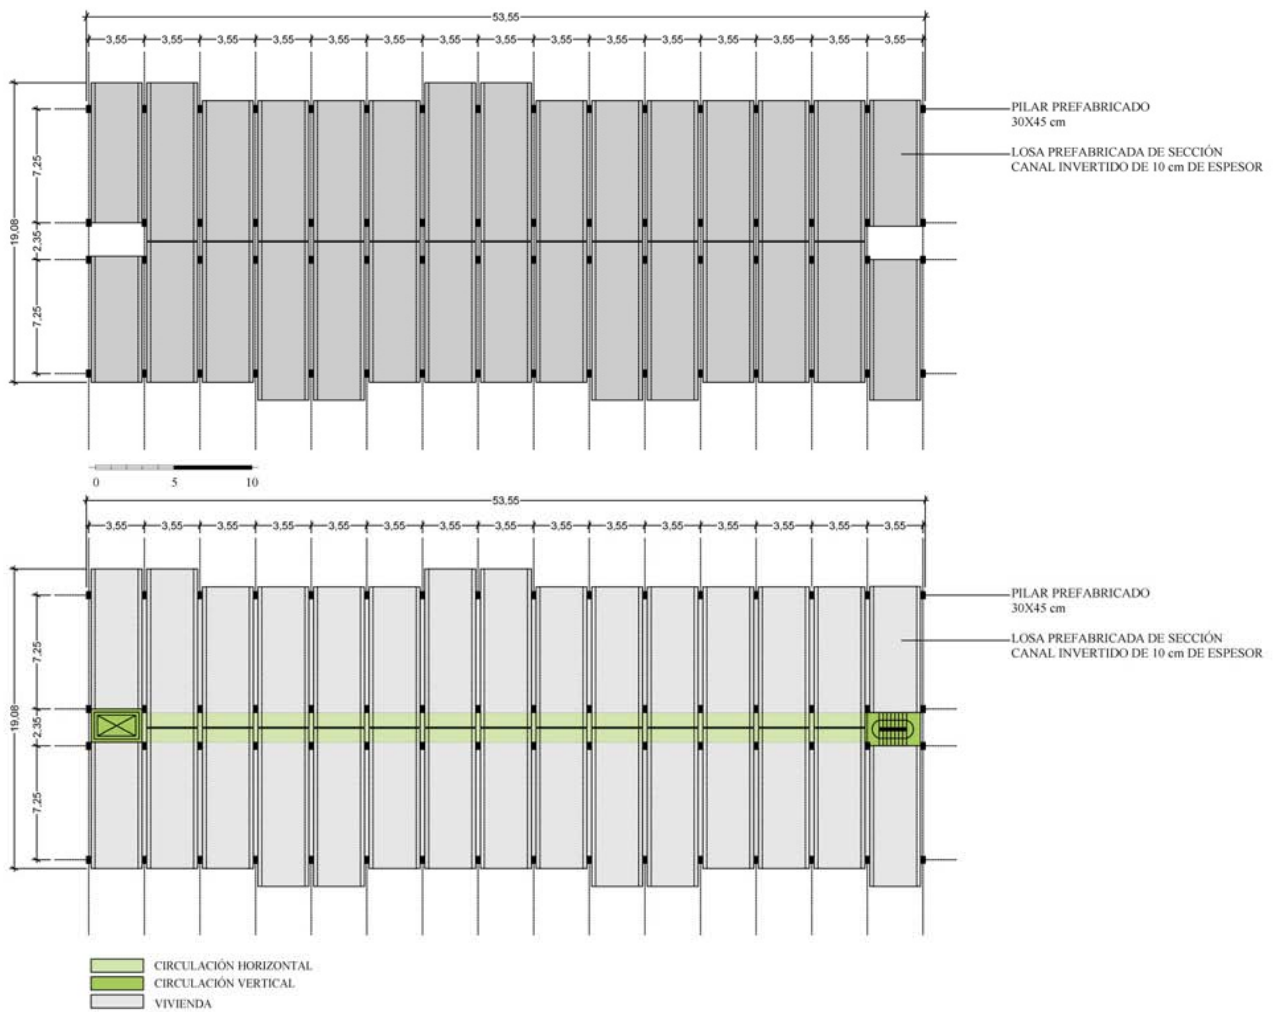 53,55
3,55 3,55 3,55 3,55 3,55 3,55 3,55 3,55 3,55 3,55 3,55 3,55 3,55 3,55 3,55
PILAR PREFABRICADO
30X45 cm
LOSA PREFABRICADA DE SECCIÓN
CANAL INVERTIDO DE 10 cm DE ESPESOR
7,25
19,08
2,35
7,25
0 5 10
53,55
3,55 3,55 3,55 3,55 3,55 3,55 3,55 3,55 3,55 3,55 3,55 3,55 3,55 3,55 3,55
PILAR PREFABRICADO
30X45 cm
LOSA PREFABRICADA DE SECCIÓN
CANAL INVERTIDO DE 10 cm DE ESPESOR
7,25
19,08
2,35
7,25
CIRCULACIÓN HORIZONTAL
CIRCULACIÓN VERTICAL
VIVIENDA